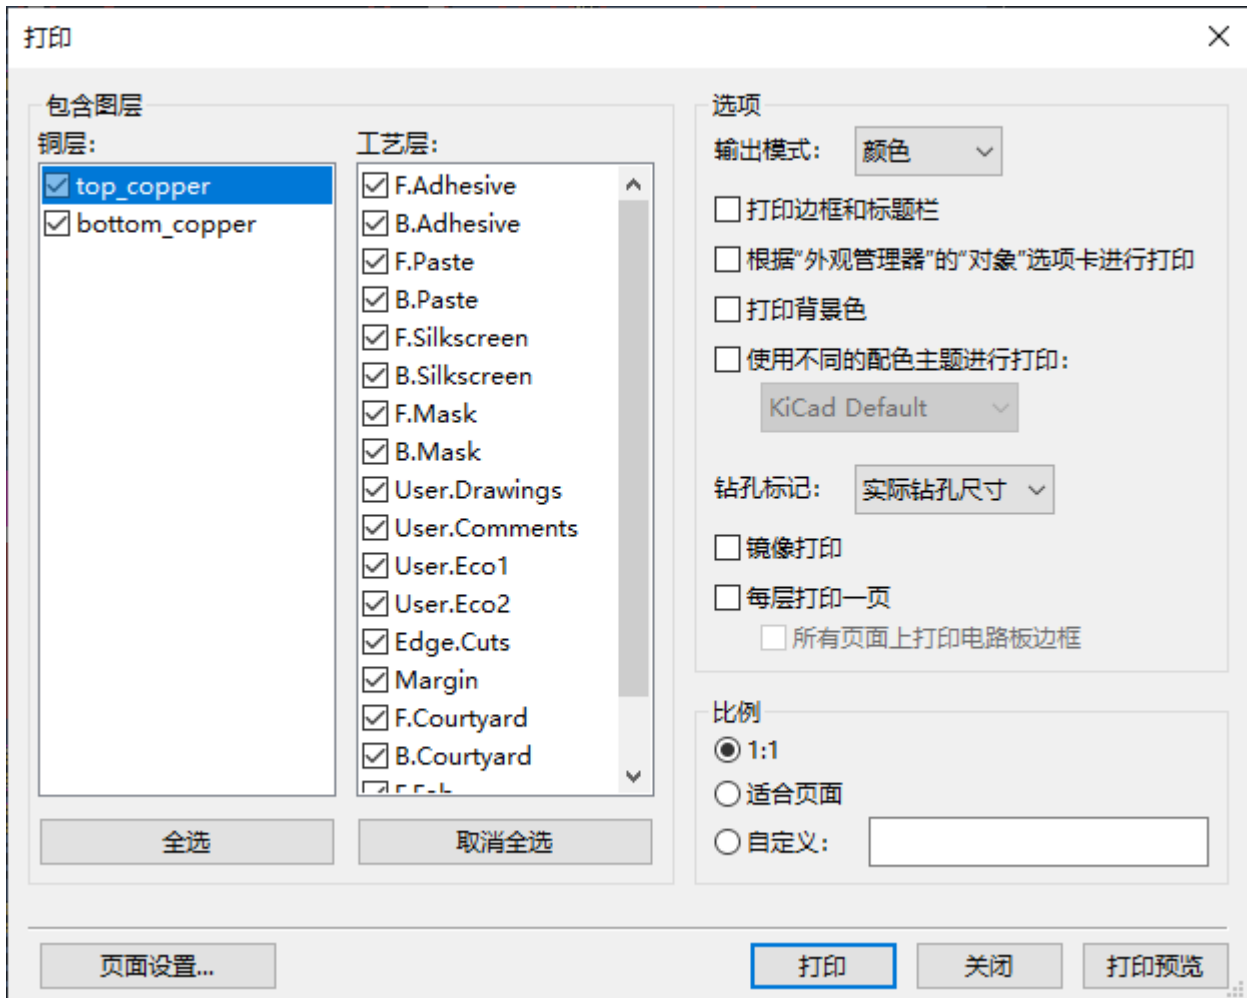 打印
包含图层
铜层:
top_copper
bottom_copper
工艺层:
F.Adhesive
B.Adhesive
F.Paste
B.Paste
F.Silkscreen
B.Silkscreen
F.Mask
B.Mask
User.Drawings
User.Comments
User.Eco1
User.Eco2
Edge.Cuts
Margin
F.Courtyard
B.Courtyard
全选
取消全选
选项
输出模式: 颜色
打印边框和标题栏
根据“外观管理器”的“对象”选项卡进行打印
打印背景色
使用不同的配色主题进行打印:
KiCad Default
钻孔标记: 实际钻孔尺寸
镜像打印
每层打印一页
所有页面上打印电路板边框
比例
1:1
适合页面
自定义:
页面设置...
打印
关闭
打印预览